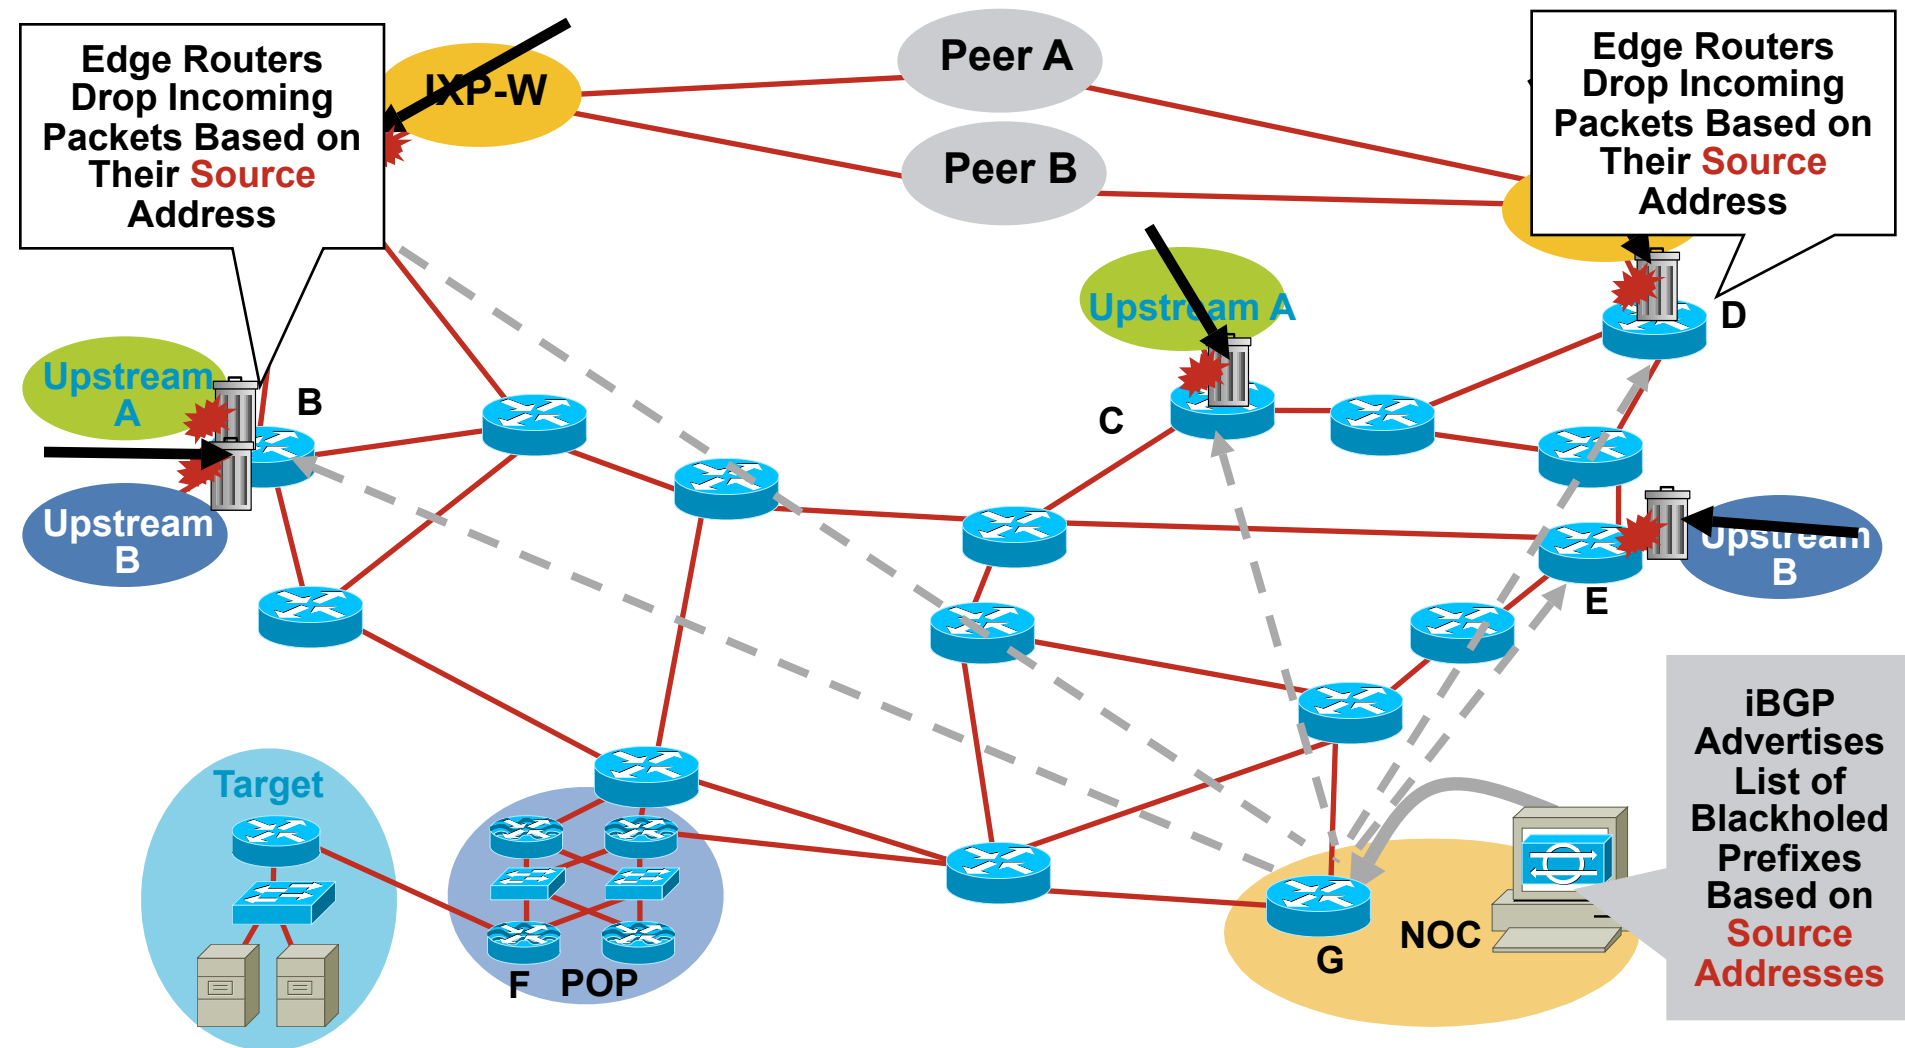 Edge Routers
Drop Incoming
Packets Based on
Their Source
Address
IXP-W
Peer A
Peer B
Edge Routers
Drop Incoming
Packets Based on
Their Source
Address
Upstream A
D
Upstream
A
B
C
Upstream
B
Upstream
B
E
iBGP
Advertises
List of
Blackholed
Prefixes
Based on
Source
Addresses
Target
F
POP
G
NOC